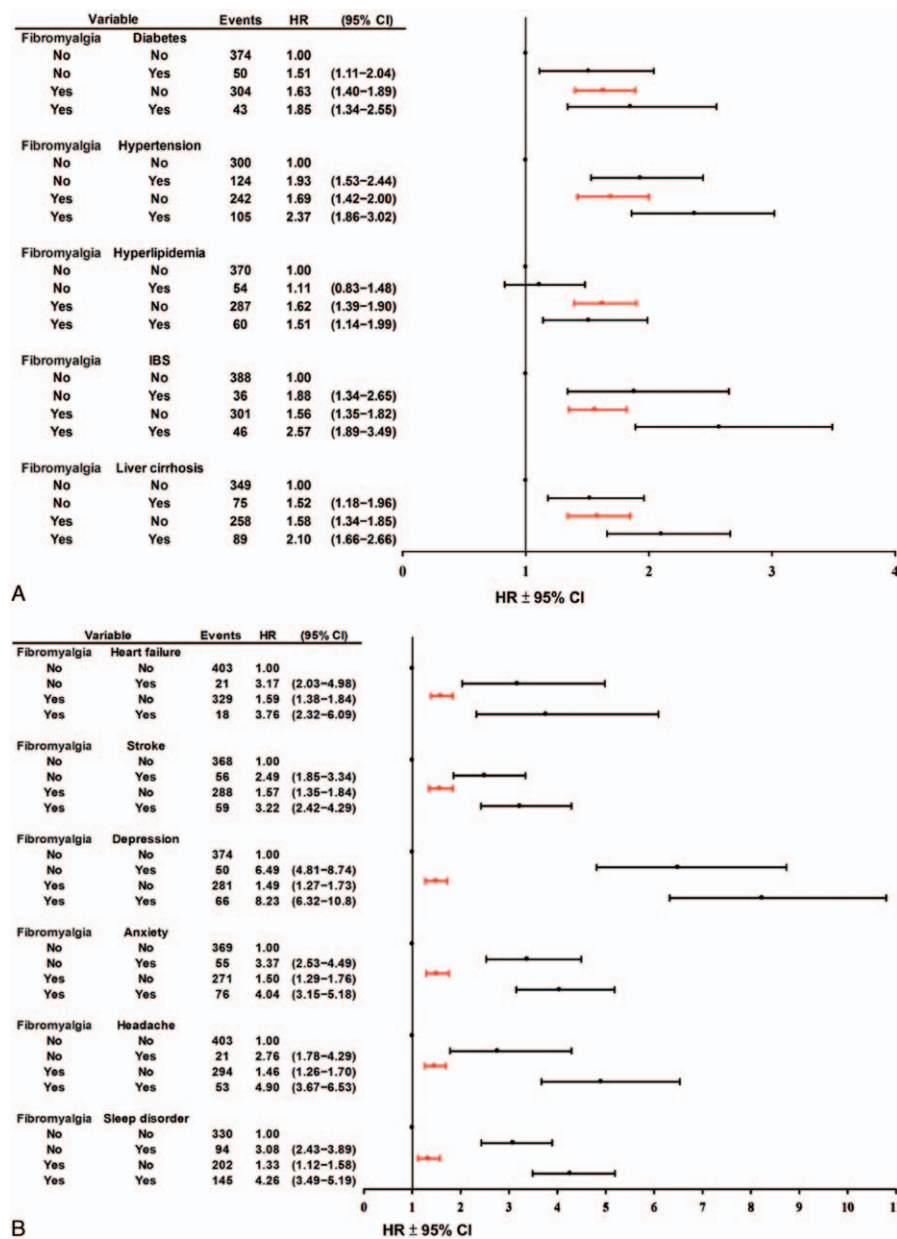 Variable Events HR (95% CI)
Fibromyalgia Diabetes
No No 374 1.00
No Yes 50 1.51 (1.11–2.04)
Yes No 304 1.63 (1.40–1.89)
Yes Yes 43 1.85 (1.34–2.55)
Fibromyalgia Hypertension
No No 300 1.00
No Yes 124 1.93 (1.53–2.44)
Yes No 242 1.69 (1.42–2.00)
Yes Yes 105 2.37 (1.86–3.02)
Fibromyalgia Hyperlipidemia
No No 370 1.00
No Yes 54 1.11 (0.83–1.48)
Yes No 287 1.62 (1.39–1.90)
Yes Yes 60 1.51 (1.14–1.99)
Fibromyalgia IBS
No No 388 1.00
No Yes 36 1.88 (1.34–2.65)
Yes No 301 1.56 (1.35–1.82)
Yes Yes 46 2.57 (1.89–3.49)
Fibromyalgia Liver cirrhosis
No No 349 1.00
No Yes 75 1.52 (1.18–1.96)
Yes No 258 1.58 (1.34–1.85)
Yes Yes 89 2.10 (1.66–2.66)
0 1 2 3 4
A HR ± 95% CI
Variable Events HR (95% CI)
Fibromyalgia Heart failure
No No 403 1.00
No Yes 21 3.17 (2.03–4.98)
Yes No 329 1.59 (1.38–1.84)
Yes Yes 18 3.76 (2.32–6.09)
Fibromyalgia Stroke
No No 368 1.00
No Yes 56 2.49 (1.85–3.34)
Yes No 288 1.57 (1.35–1.84)
Yes Yes 59 3.22 (2.42–4.29)
Fibromyalgia Depression
No No 374 1.00
No Yes 50 6.49 (4.81–8.74)
Yes No 281 1.49 (1.27–1.73)
Yes Yes 66 8.23 (6.32–10.8)
Fibromyalgia Anxiety
No No 369 1.00
No Yes 55 3.37 (2.53–4.49)
Yes No 271 1.50 (1.29–1.76)
Yes Yes 76 4.04 (3.15–5.18)
Fibromyalgia Headache
No No 403 1.00
No Yes 21 2.76 (1.78–4.29)
Yes No 294 1.46 (1.26–1.70)
Yes Yes 53 4.90 (3.67–6.53)
Fibromyalgia Sleep disorder
No No 330 1.00
No Yes 94 3.08 (2.43–3.89)
Yes No 202 1.33 (1.12–1.58)
Yes Yes 145 4.26 (3.49–5.19)
0 1 2 3 4 5 6 7 8 9 10 11
B HR ± 95% CI